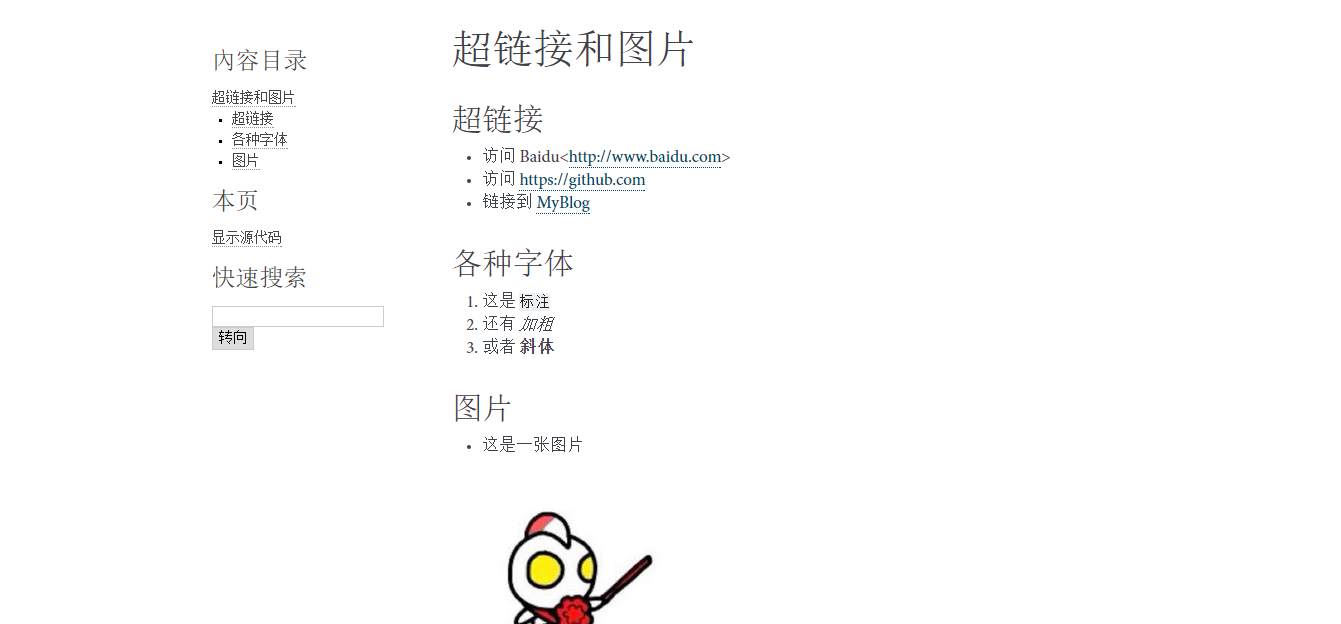 内容目录
超链接和图片
超链接
各种字体
图片
本页
显示源代码
快速搜索
转向
超链接和图片
超链接
访问 Baidu<http://www.baidu.com>
访问 https://github.com
链接到 MyBlog
各种字体
1. 这是 标注
2. 还有 加粗
3. 或者 斜体
图片
这是一张图片